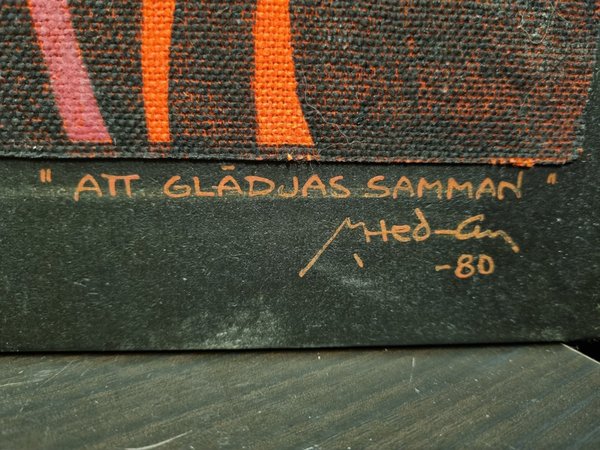 " ATT GLÄDJAS SAMMAN "
-80